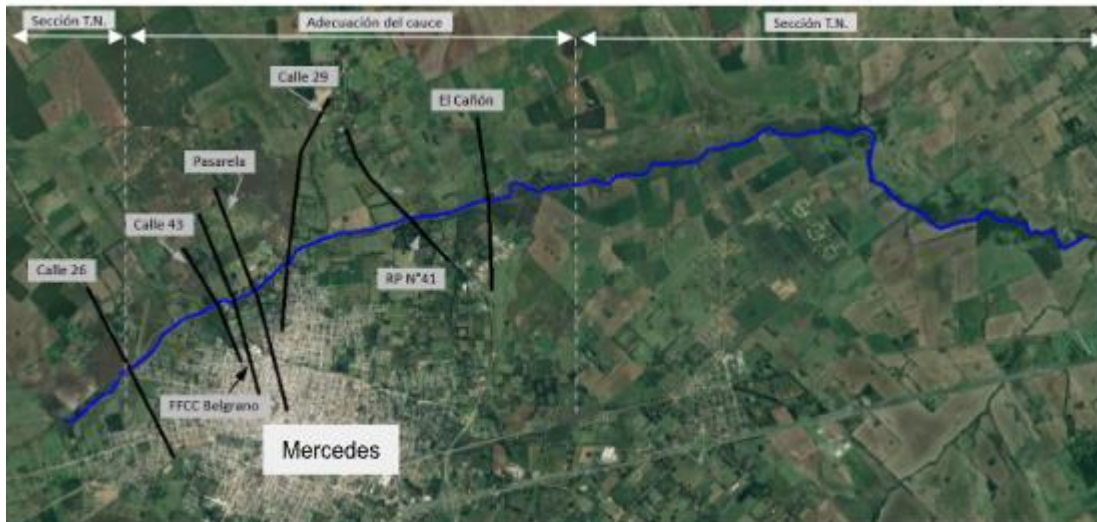 Sección T.N.
Adecuación del cauce
Sección T.N.
Calle 29
El Cañón
Pasarela
Calle 43
Calle 26
RP N°41
FFCC Belgrano
Mercedes